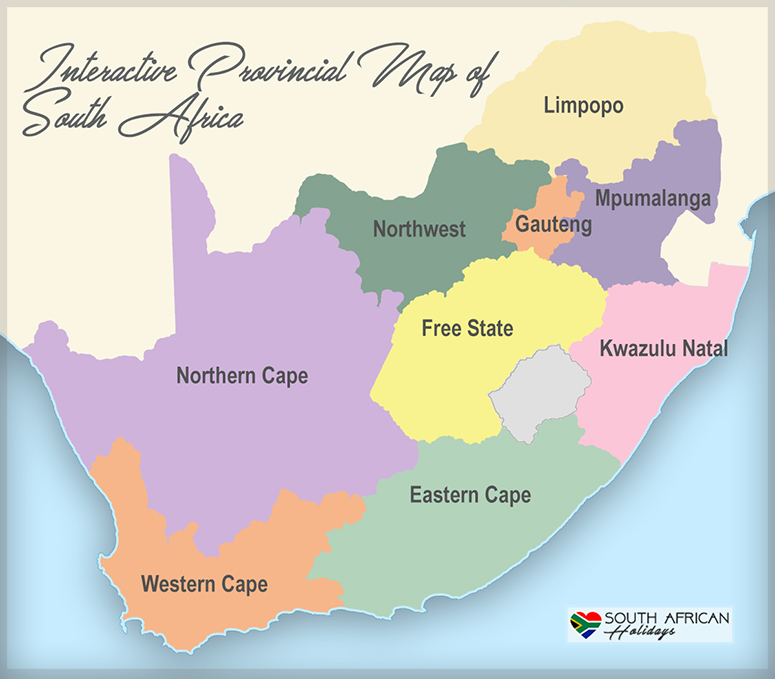 Interactive Provincial Map of
South Africa
Limpopo
Mpumalanga
Northwest
Gauteng
Free State
Kwazulu Natal
Northern Cape
Eastern Cape
Western Cape
SOUTH AFRICAN
Holidays